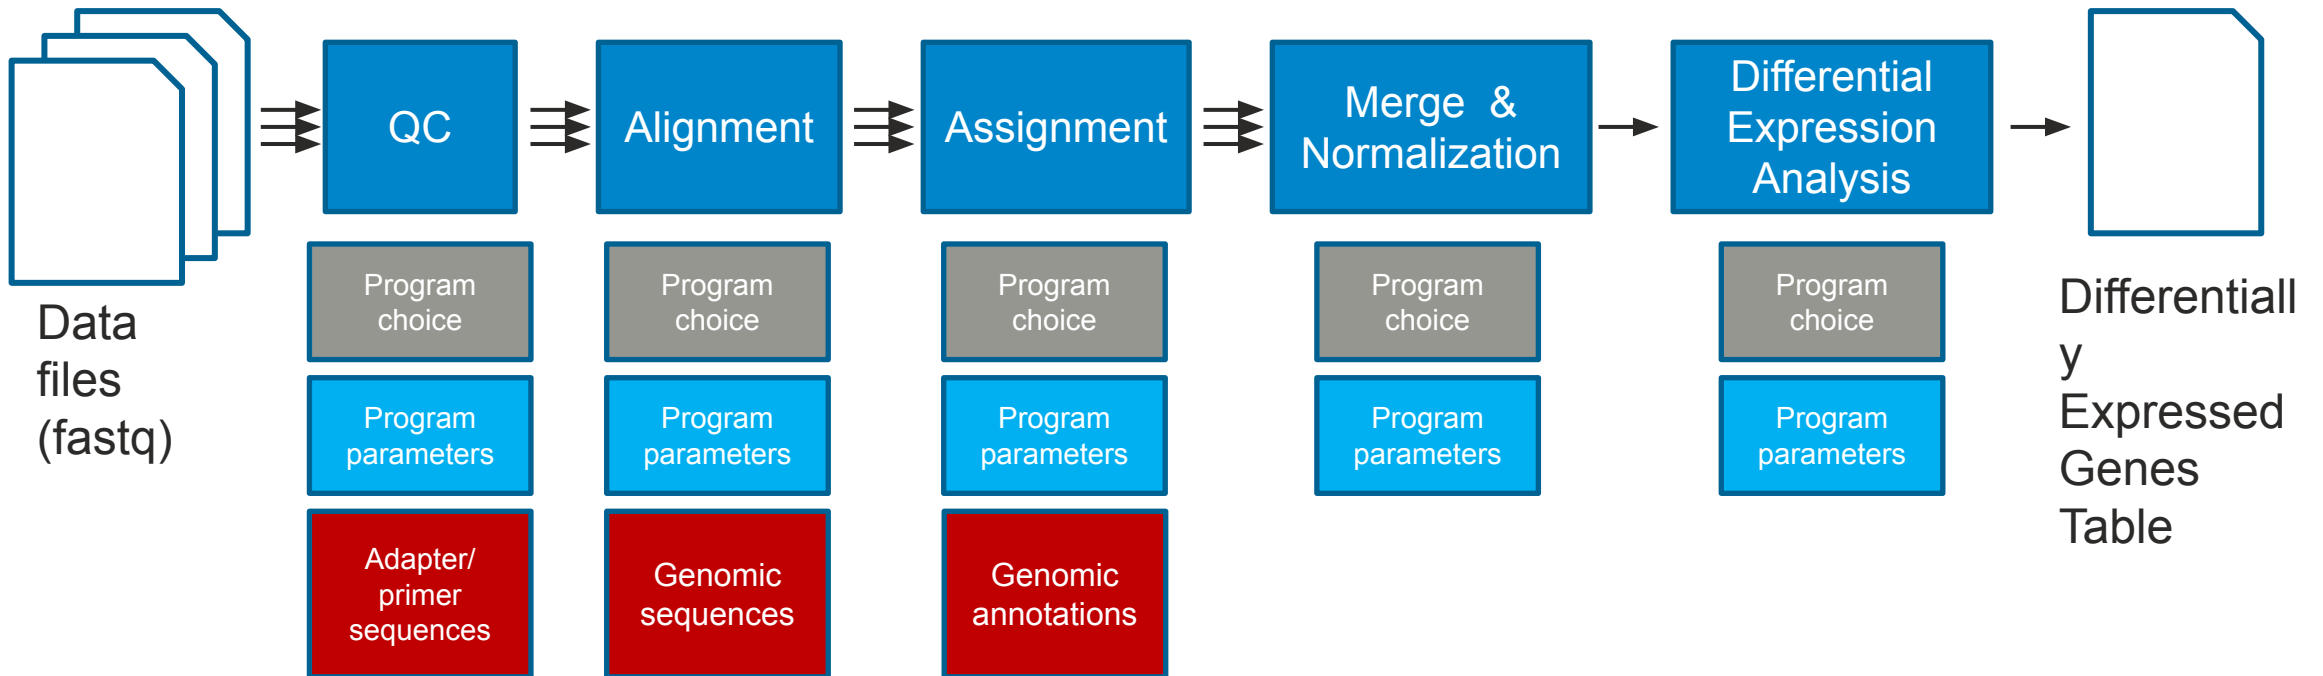 Data
files
(fastq)
QC
Alignment
Assignment
Merge & 
Normalization
Differential
Expression
Analysis
Program
choice
Program
choice
Program
choice
Program
choice
Program
choice
Program
parameters
Program
parameters
Program
parameters
Program
parameters
Program
parameters
Adapter/
primer
sequences
Genomic
sequences
Genomic
annotations
Differentiall
y
Expressed
Genes
Table